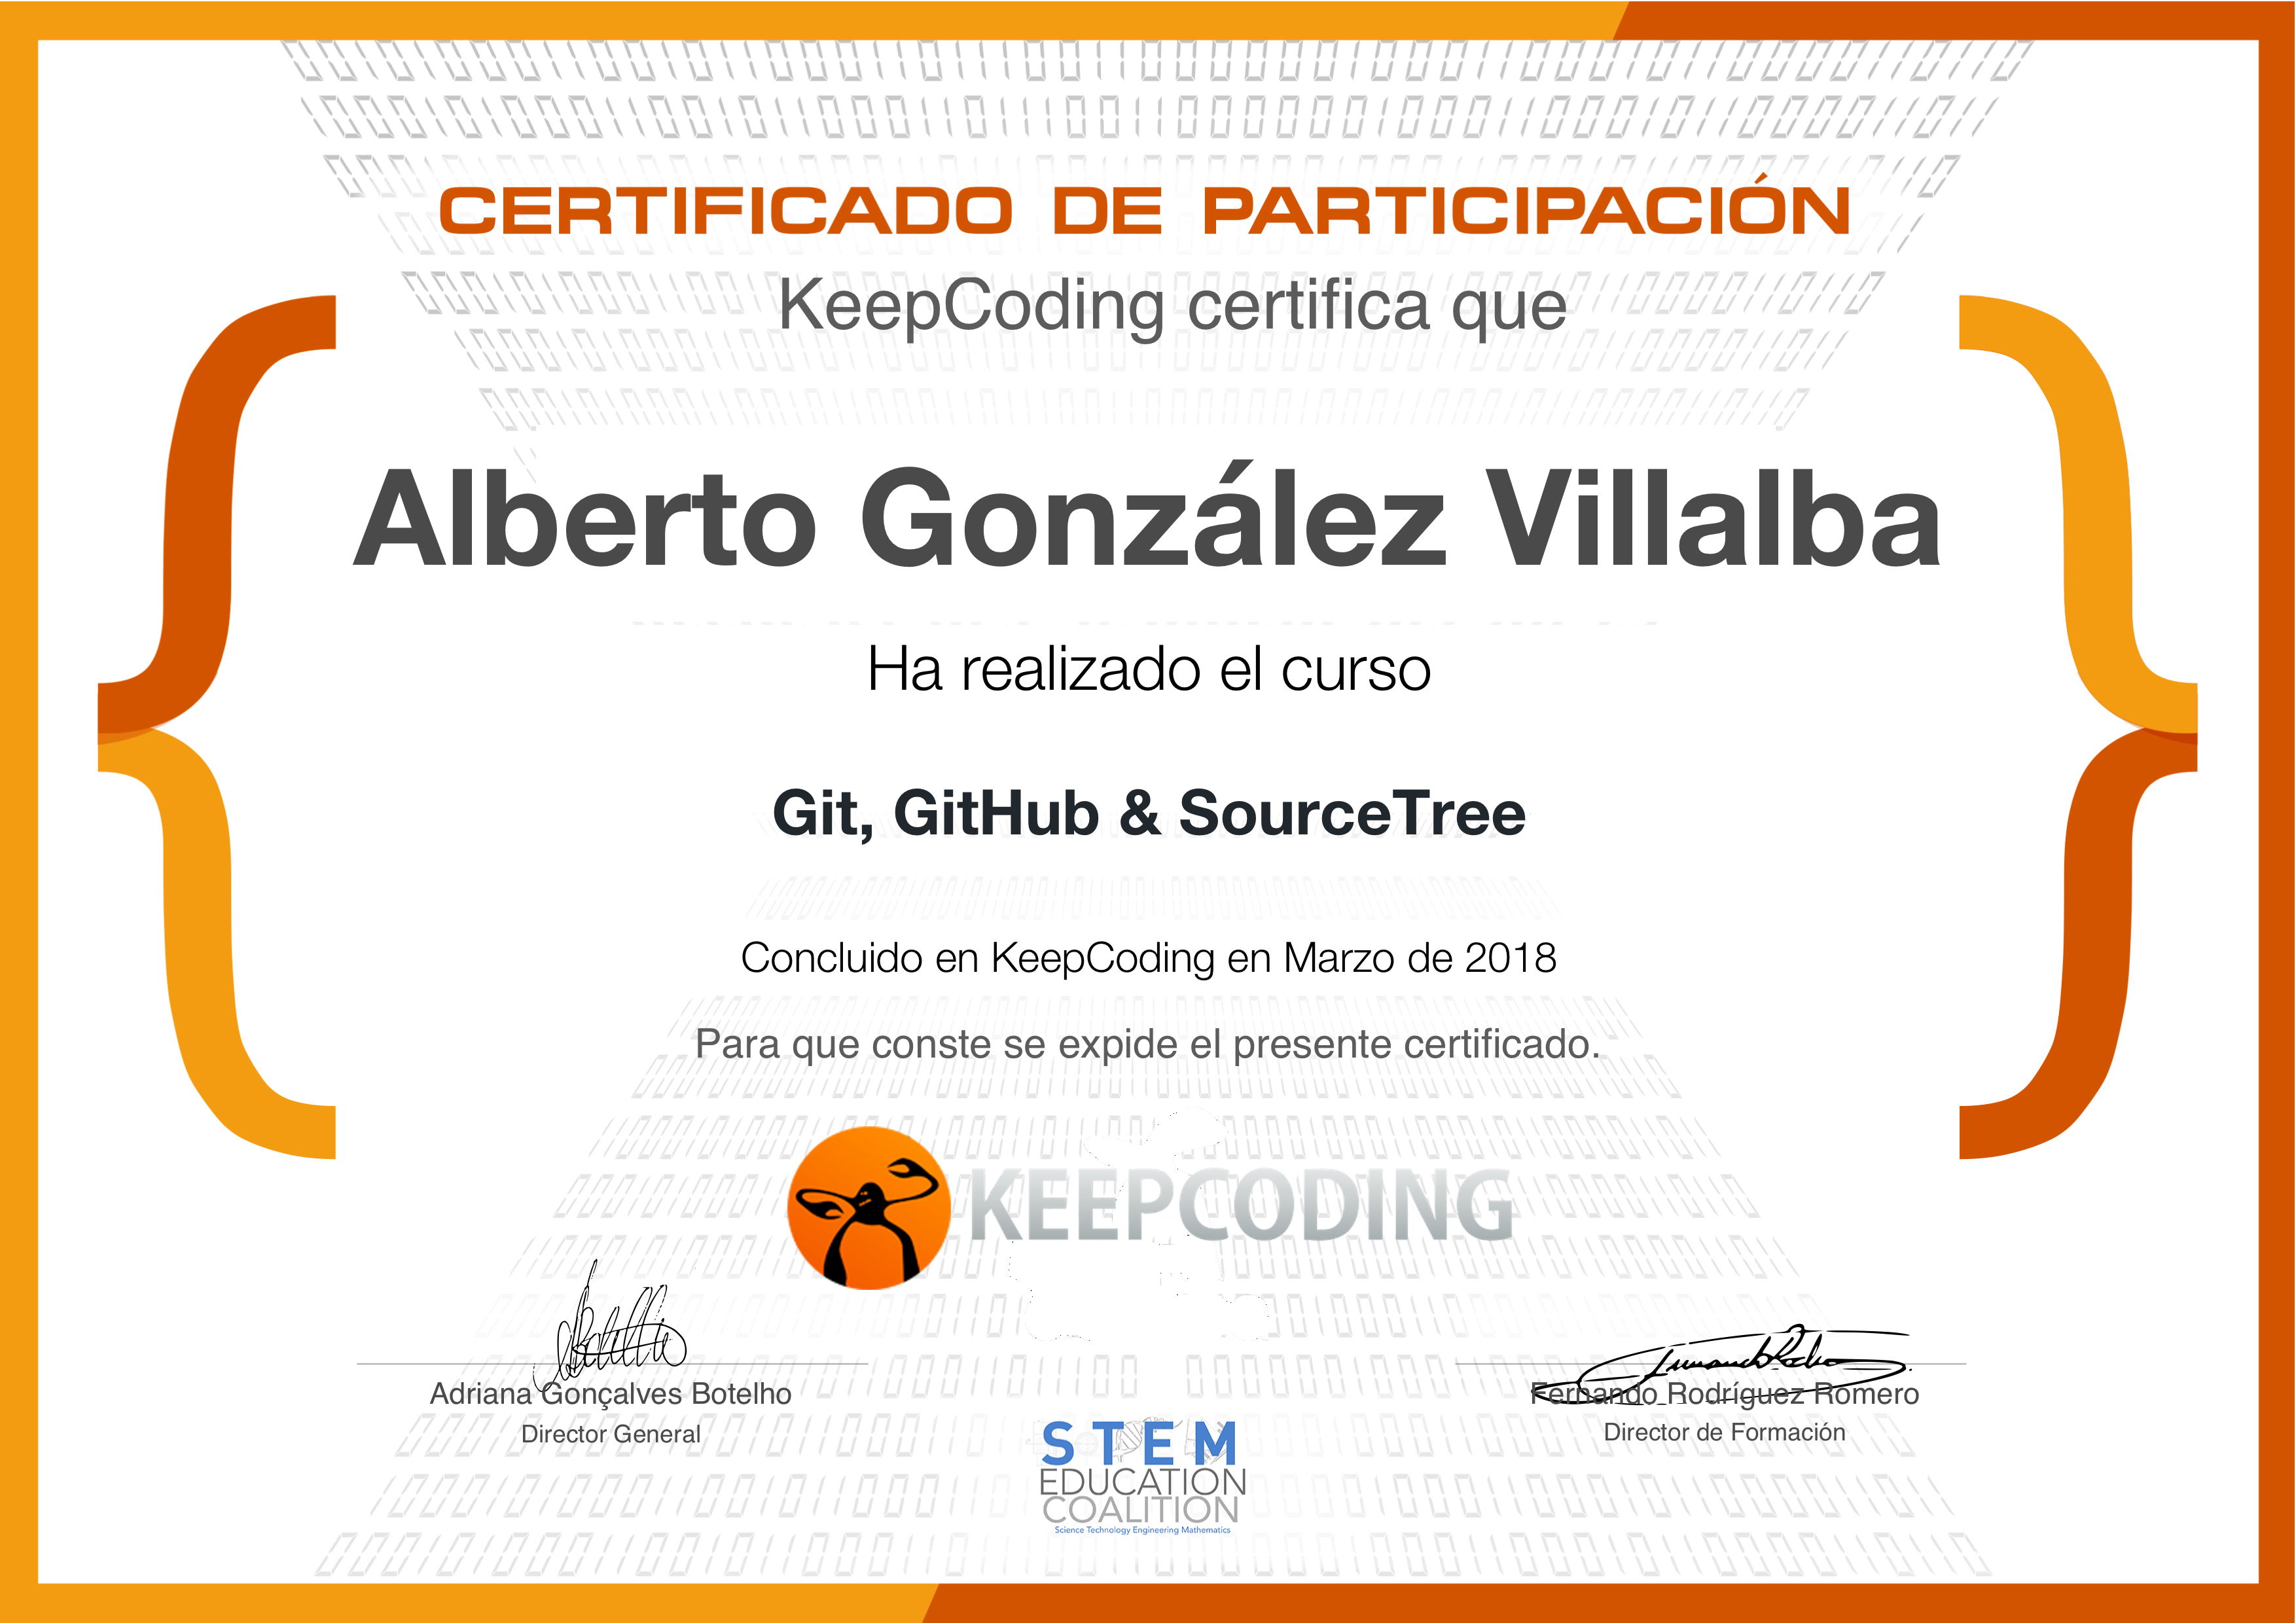 CERTIFICADO DE PARTICIPACIÓN
KeepCoding certifica que
Alberto González Villalba
Ha realizado el curso
Git, GitHub & SourceTree
Concluido en KeepCoding en Marzo de 2018
Para que conste se expide el presente certificado.
KEEPCODING
Adriana Gonçalves Botelho
Director General
Fernando Rodríguez Romero
Director de Formación
STEM
EDUCATION
COALITION
Science Technology Engineering Mathematics